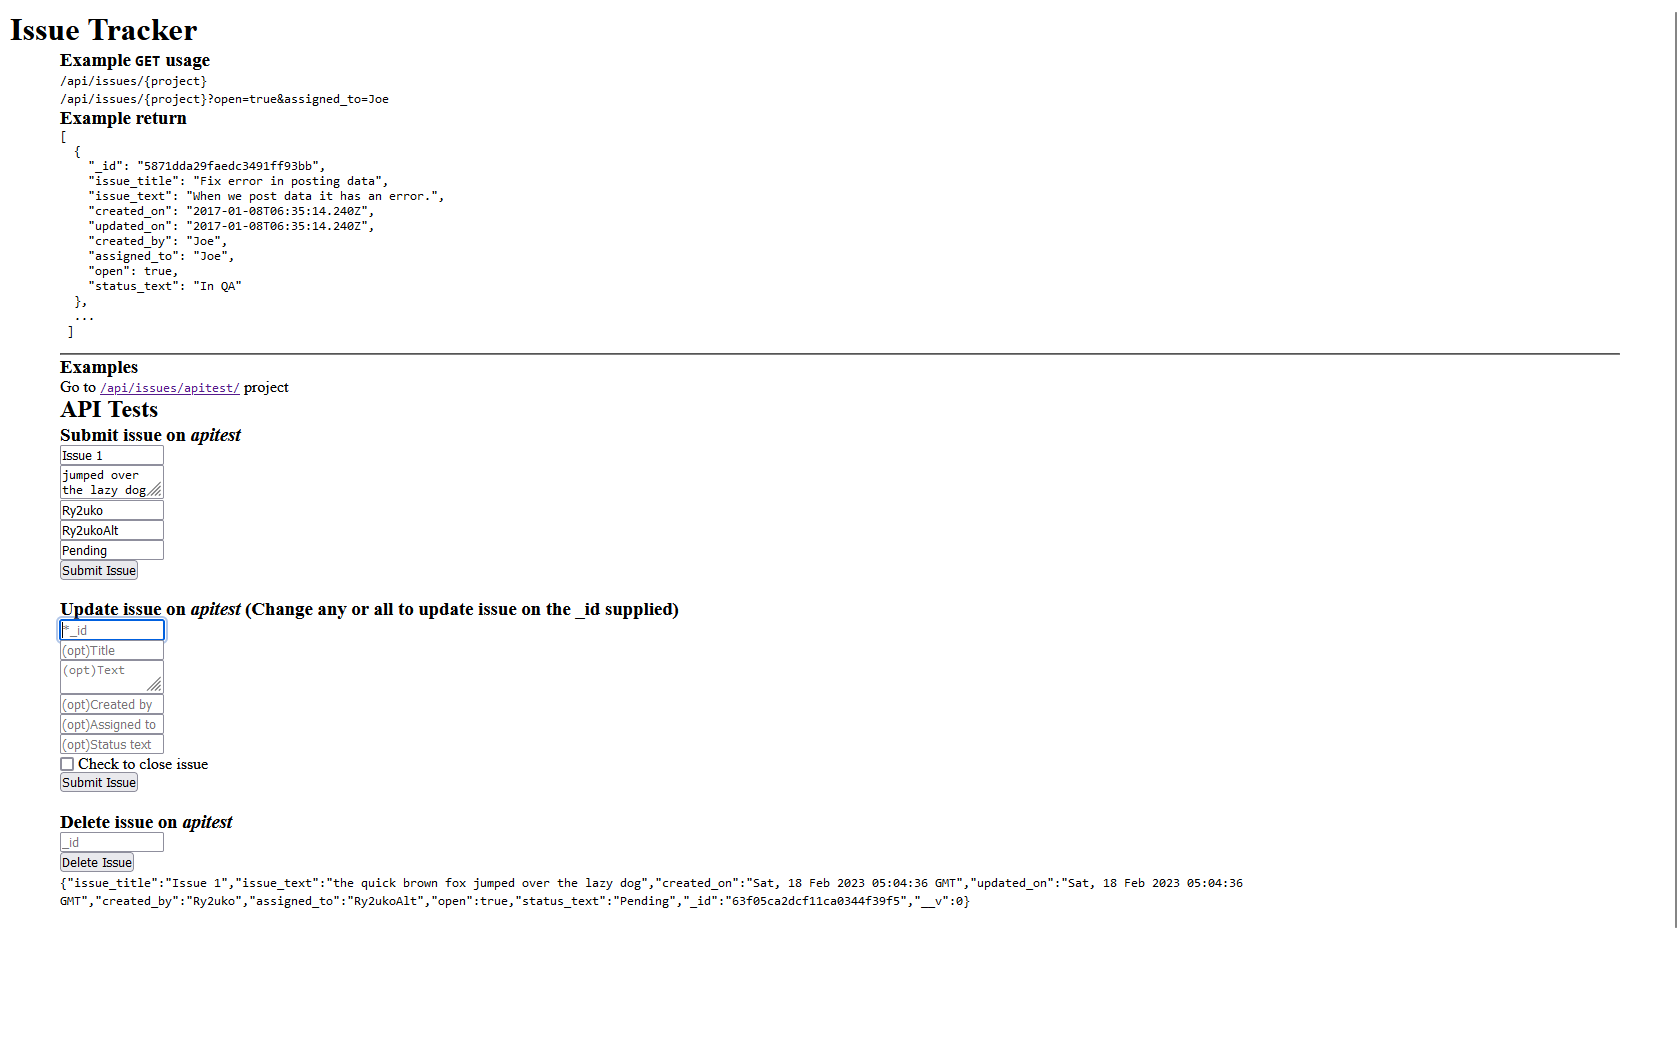 Issue Tracker
Example GET usage
/api/issues/{project}
/api/issues/{project}?open=true&assigned_to=Joe
Example return
[
  {
    "_id": "5871dda29faedc3491ff93bb",
    "issue_title": "Fix error in posting data",
    "issue_text": "When we post data it has an error.",
    "created_on": "2017-01-08T06:35:14.240Z",
    "updated_on": "2017-01-08T06:35:14.240Z",
    "created_by": "Joe",
    "assigned_to": "Joe",
    "open": true,
    "status_text": "In QA"
  },
  ...
 ]
Examples
Go to /api/issues/apitest/ project
API Tests
Submit issue on apitest
Issue 1
jumped over
the lazy dog
Ry2uko
Ry2ukoAlt
Pending
Submit Issue
Update issue on apitest (Change any or all to update issue on the _id supplied)
*_id
(opt)Title
(opt)Text
(opt)Created by
(opt)Assigned to
(opt)Status text
Check to close issue
Submit Issue
Delete issue on apitest
_id
Delete Issue
{"issue_title":"Issue 1","issue_text":"the quick brown fox jumped over the lazy dog","created_on":"Sat, 18 Feb 2023 05:04:36 GMT","updated_on":"Sat, 18 Feb 2023 05:04:36
GMT","created_by":"Ry2uko","assigned_to":"Ry2ukoAlt","open":true,"status_text":"Pending","_id":"63f05ca2dcf11ca0344f39f5","__v":0}